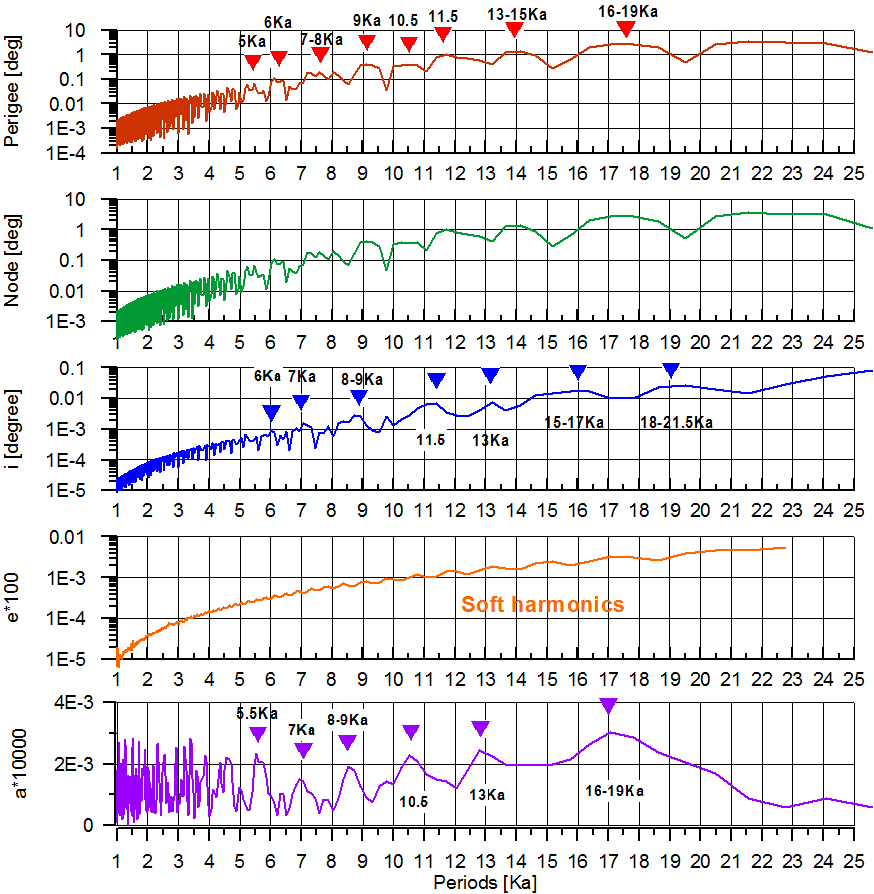 6Ka 9Ka 10.5 11.5 13-15Ka 16-19Ka
5Ka 7-8Ka
Perigee [deg]
10
1
0.1
0.01
1E-3
1E-4
1 2 3 4 5 6 7 8 9 10 11 12 13 14 15 16 17 18 19 20 21 22 23 24 25
Node [deg]
10
1
0.1
0.01
1E-3
1 2 3 4 5 6 7 8 9 10 11 12 13 14 15 16 17 18 19 20 21 22 23 24 25
i [degree]
0.1
0.01
1E-3
1E-4
1E-5
6Ka 7Ka 8-9Ka
11.5 13Ka 15-17Ka 18-21.5Ka
1 2 3 4 5 6 7 8 9 10 11 12 13 14 15 16 17 18 19 20 21 22 23 24 25
e*100
0.01
1E-3
1E-4
1E-5
Soft harmonics
1 2 3 4 5 6 7 8 9 10 11 12 13 14 15 16 17 18 19 20 21 22 23 24 25
a*10000
4E-3
2E-3
0
5.5Ka 7Ka 8-9Ka
10.5 13Ka 16-19Ka
1 2 3 4 5 6 7 8 9 10 11 12 13 14 15 16 17 18 19 20 21 22 23 24 25
Periods [Ka]